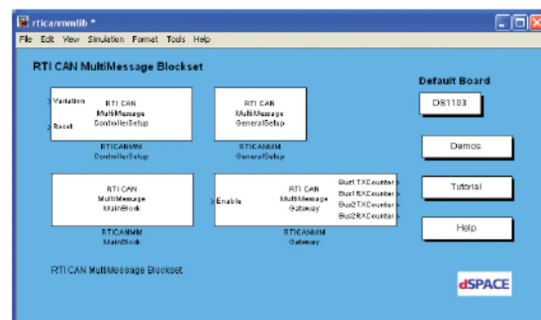 rticanmmlib *
File Edit View Simulation Format Tools Help
RTI CAN MultiMessage Blockset
Default Board
DS1103
Demos
Tutorial
Help
Variation
Reset
RTI CAN
MultiMessage
ControllerSetup
RTICANMM
ControllerSetup
RTI CAN
MultiMessage
GeneralSetup
RTICANMM
GeneralSetup
RTI CAN
MultiMessage
MainBlock
RTICANMM
MainBlock
Enable
RTI CAN
MultiMessage
Gateway
Bus1TXCounter
Bus1RXCounter
Bus2TXCounter
Bus2RXCounter
RTICANMM
Gateway
RTI CAN MultiMessage Blockset
dSPACE